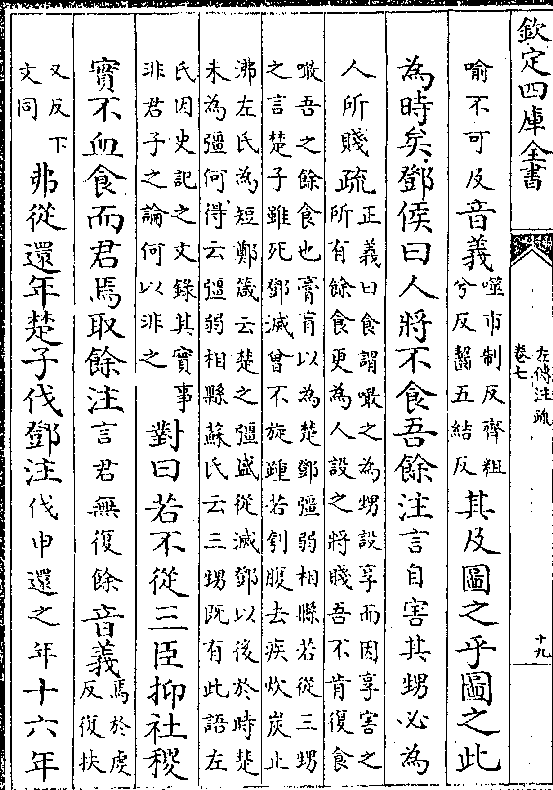 欽定四庫全書
左傳注疏
卷七
十九
喻不可及音義噬市制反齊粗
兮反齧五結反其及圖之乎圖之此
為時矣鄧侯曰人將不食吾餘注言自害其甥必為
人所賤疏正義曰食謂噉之為甥設享而因享害之
所有餘食更為人設之將賤吾不肯復食
噉吾之餘食也膏肓以為楚鄧彊弱相懸若從三甥
之言楚子雖死鄧滅曾不旋踵若刳腹去疾炊炭止
沸左氏為短鄭箴云楚之彊盛從滅鄧以後於時楚
未為彊何得云彊弱相縣蘇氏云三甥既有此語左
氏因史記之文錄其實事
非君子之論何以非之對曰若不從三臣抑社稷
實不血食而君焉取餘注言君無復餘音義焉於虔
反復扶
又反下
文同弗從還年楚子伐鄧注伐申還之年十六年